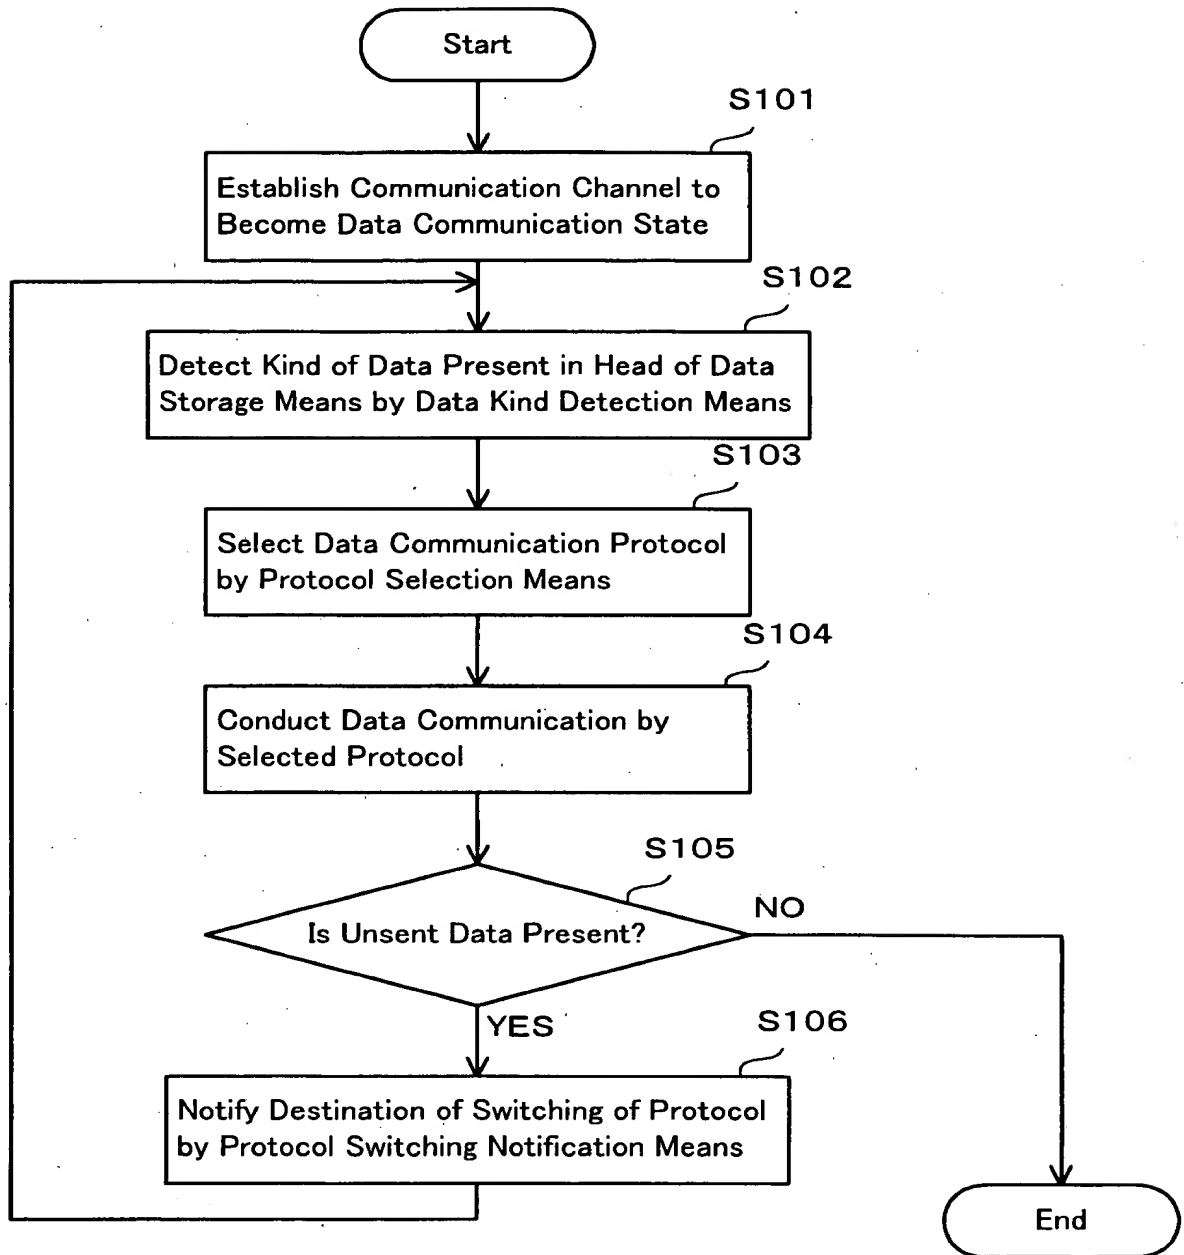 Start
S101
Establish Communication Channel to
Become Data Communication State
S102
Detect Kind of Data Present in Head of Data
Storage Means by Data Kind Detection Means
S103
Select Data Communication Protocol
by Protocol Selection Means
S104
Conduct Data Communication by
Selected Protocol
S105
Is Unsent Data Present?
NO
YES
S106
Notify Destination of Switching of Protocol
by Protocol Switching Notification Means
End